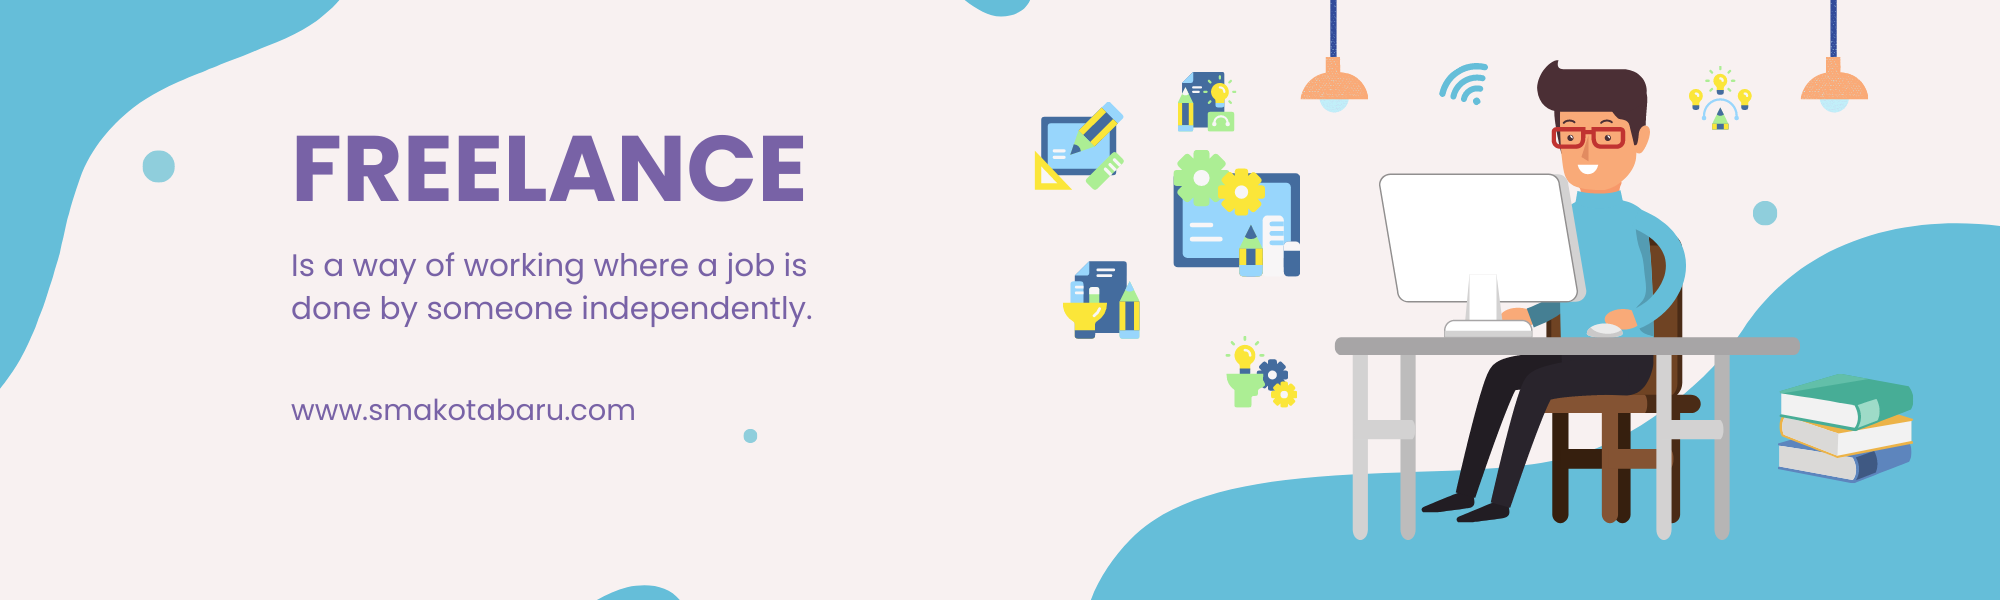 FREELANCE
Is a way of working where a job is
done by someone independently.
www.smakotabaru.com